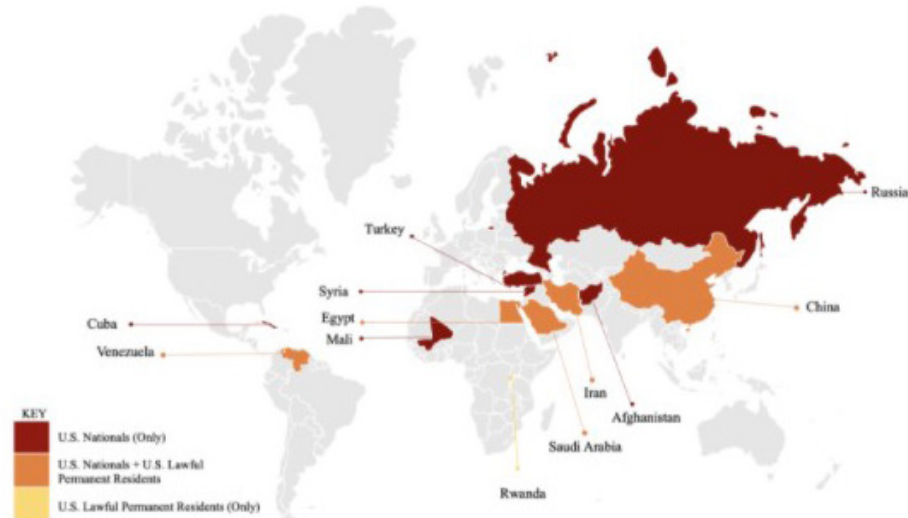 Russia
Turkey
Syria
Egypt
China
Cuba
Mali
Venezuela
Iran
Afghanistan
KEY
U.S. Nationals (Only)
Saudi Arabia
U.S. Nationals + U.S. Lawful
Permanent Residents
Rwanda
U.S. Lawful Permanent Residents (Only)